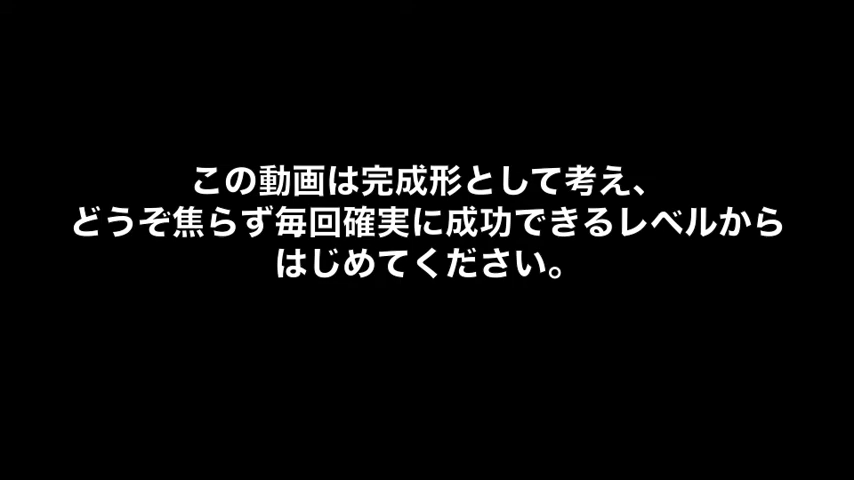 この動画は完成形として考え、
どうぞ焦らず毎回確実に成功できるレベルから
はじめてください。